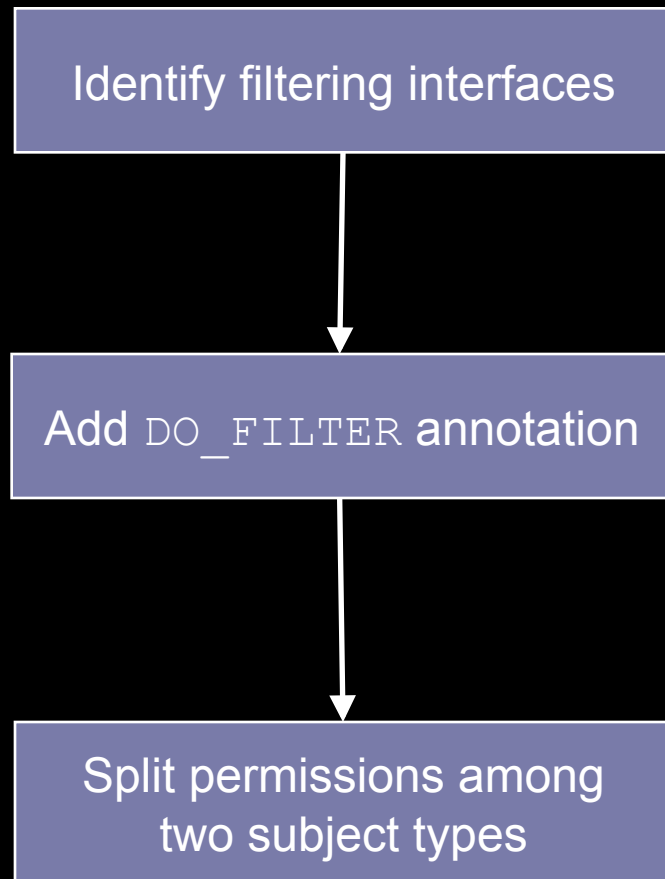 Identify filtering interfaces
Add DO_FILTER annotation
Split permissions among
two subject types